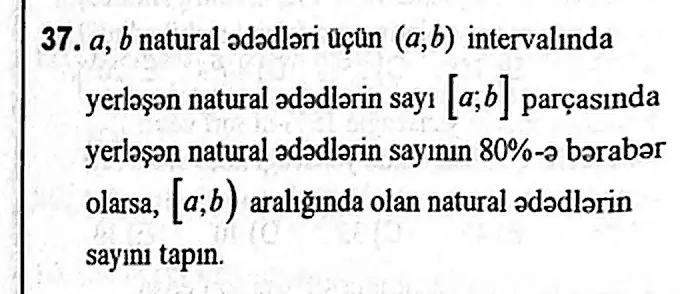 37. a, b natural ədədləri üçün (a;b) intervalında
yerləşən natural ədədlərin sayı [a;b] parçasında
yerləşən natural ədədlərin sayının 80%-ə bərabər
olarsa, [a;b) aralığında olan natural ədədlərin
sayını tapın.